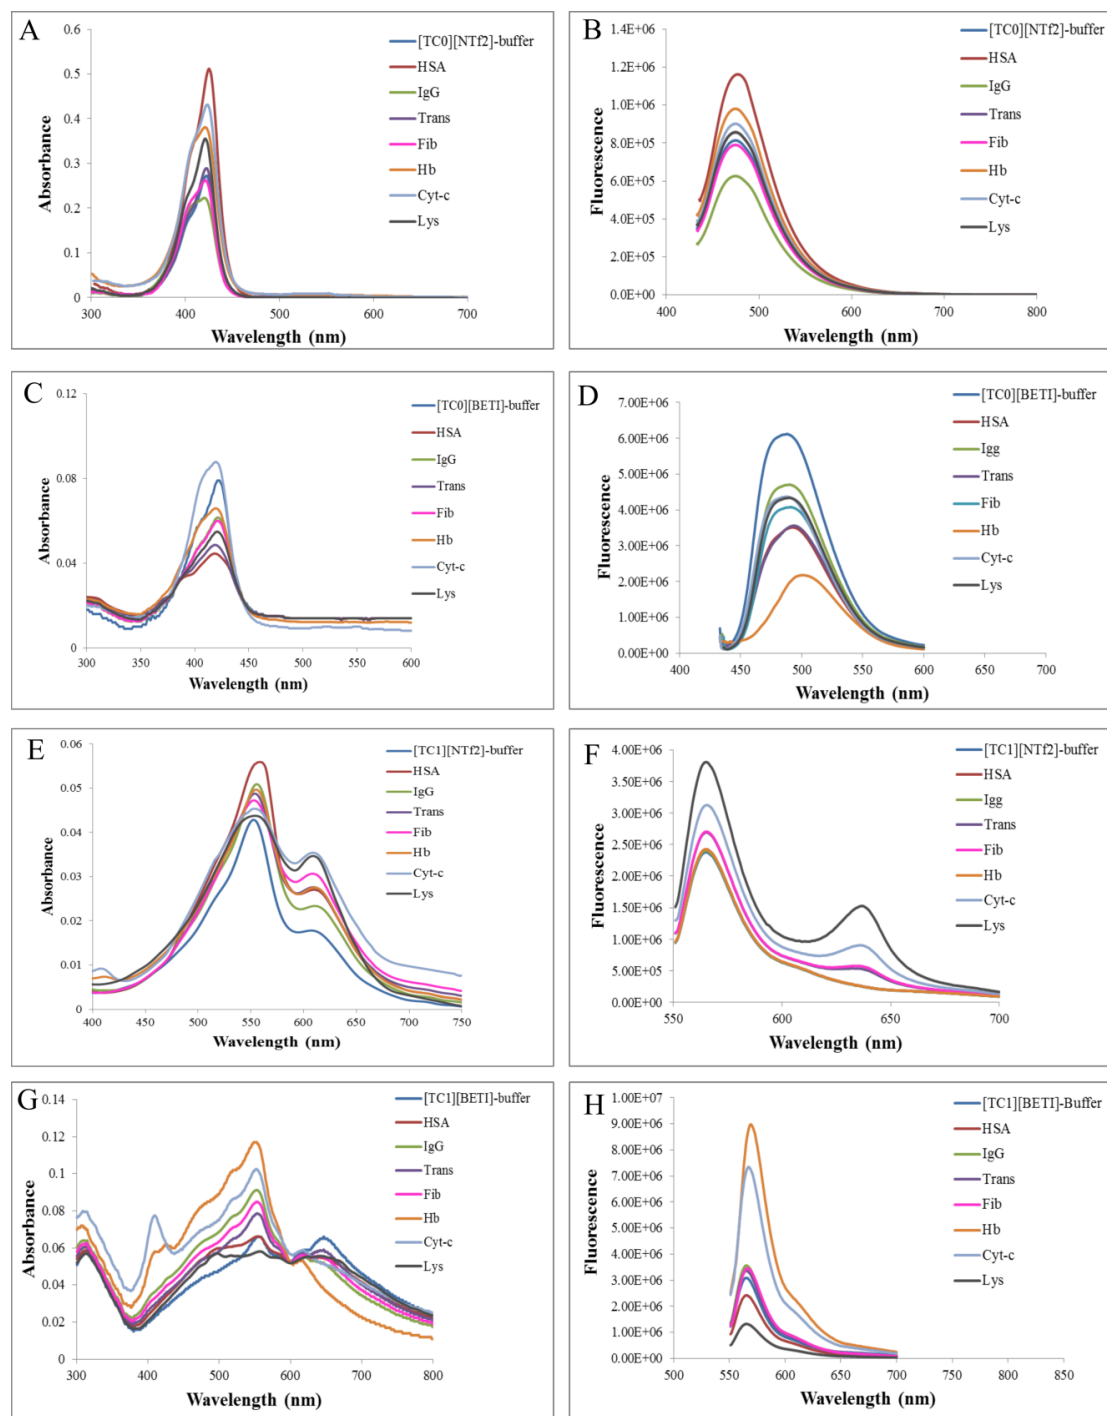 A
Absorbance
0.6
0.5
0.4
0.3
0.2
0.1
0
300
400
500
600
700
Wavelength (nm)
[TC0][NTf2]-buffer
HSA
IgG
Trans
Fib
Hb
Cyt-c
Lys
B
Fluorescence
1.4E+06
1.2E+06
1.0E+06
8.0E+05
6.0E+05
4.0E+05
2.0E+05
0.0E+00
400
500
600
700
800
Wavelength (nm)
[TC0][NTf2]-buffer
HSA
IgG
Trans
Fib
Hb
Cyt-c
Lys
C
Absorbance
0.12
0.08
0.04
0
300
350
400
450
500
550
600
Wavelength (nm)
[TC0][BETI]-buffer
HSA
IgG
Trans
Fib
Hb
Cyt-c
Lys
D
Fluorescence
7.00E+06
6.00E+06
5.00E+06
4.00E+06
3.00E+06
2.00E+06
1.00E+06
0.00E+00
400
450
500
550
600
650
700
Wavelength (nm)
[TC0][BETI]-buffer
HSA
Igg
Trans
Fib
Hb
Cyt-c
Lys
E
Absorbance
0.06
0.05
0.04
0.03
0.02
0.01
0
400
450
500
550
600
650
700
750
Wavelength (nm)
[TC1][NTf2]-buffer
HSA
IgG
Trans
Fib
Hb
Cyt-c
Lys
F
Fluorescence
4.00E+06
3.50E+06
3.00E+06
2.50E+06
2.00E+06
1.50E+06
1.00E+06
5.00E+05
0.00E+00
550
600
650
700
Wavelength (nm)
[TC1][NTf2]-buffer
HSA
Igg
Trans
Fib
Hb
Cyt-c
Lys
G
Absorbance
0.14
0.12
0.1
0.08
0.06
0.04
0.02
0
300
400
500
600
700
800
Wavelength (nm)
[TC1][BETI]-buffer
HSA
IgG
Trans
Fib
Hb
Cyt-c
Lys
H
Fluorescence
1.00E+07
9.00E+06
8.00E+06
7.00E+06
6.00E+06
5.00E+06
4.00E+06
3.00E+06
2.00E+06
1.00E+06
0.00E+00
500
550
600
650
700
750
800
850
Wavelength (nm)
[TC1][BETI]-Buffer
HSA
IgG
Trans
Fib
Hb
Cyt-c
Lys